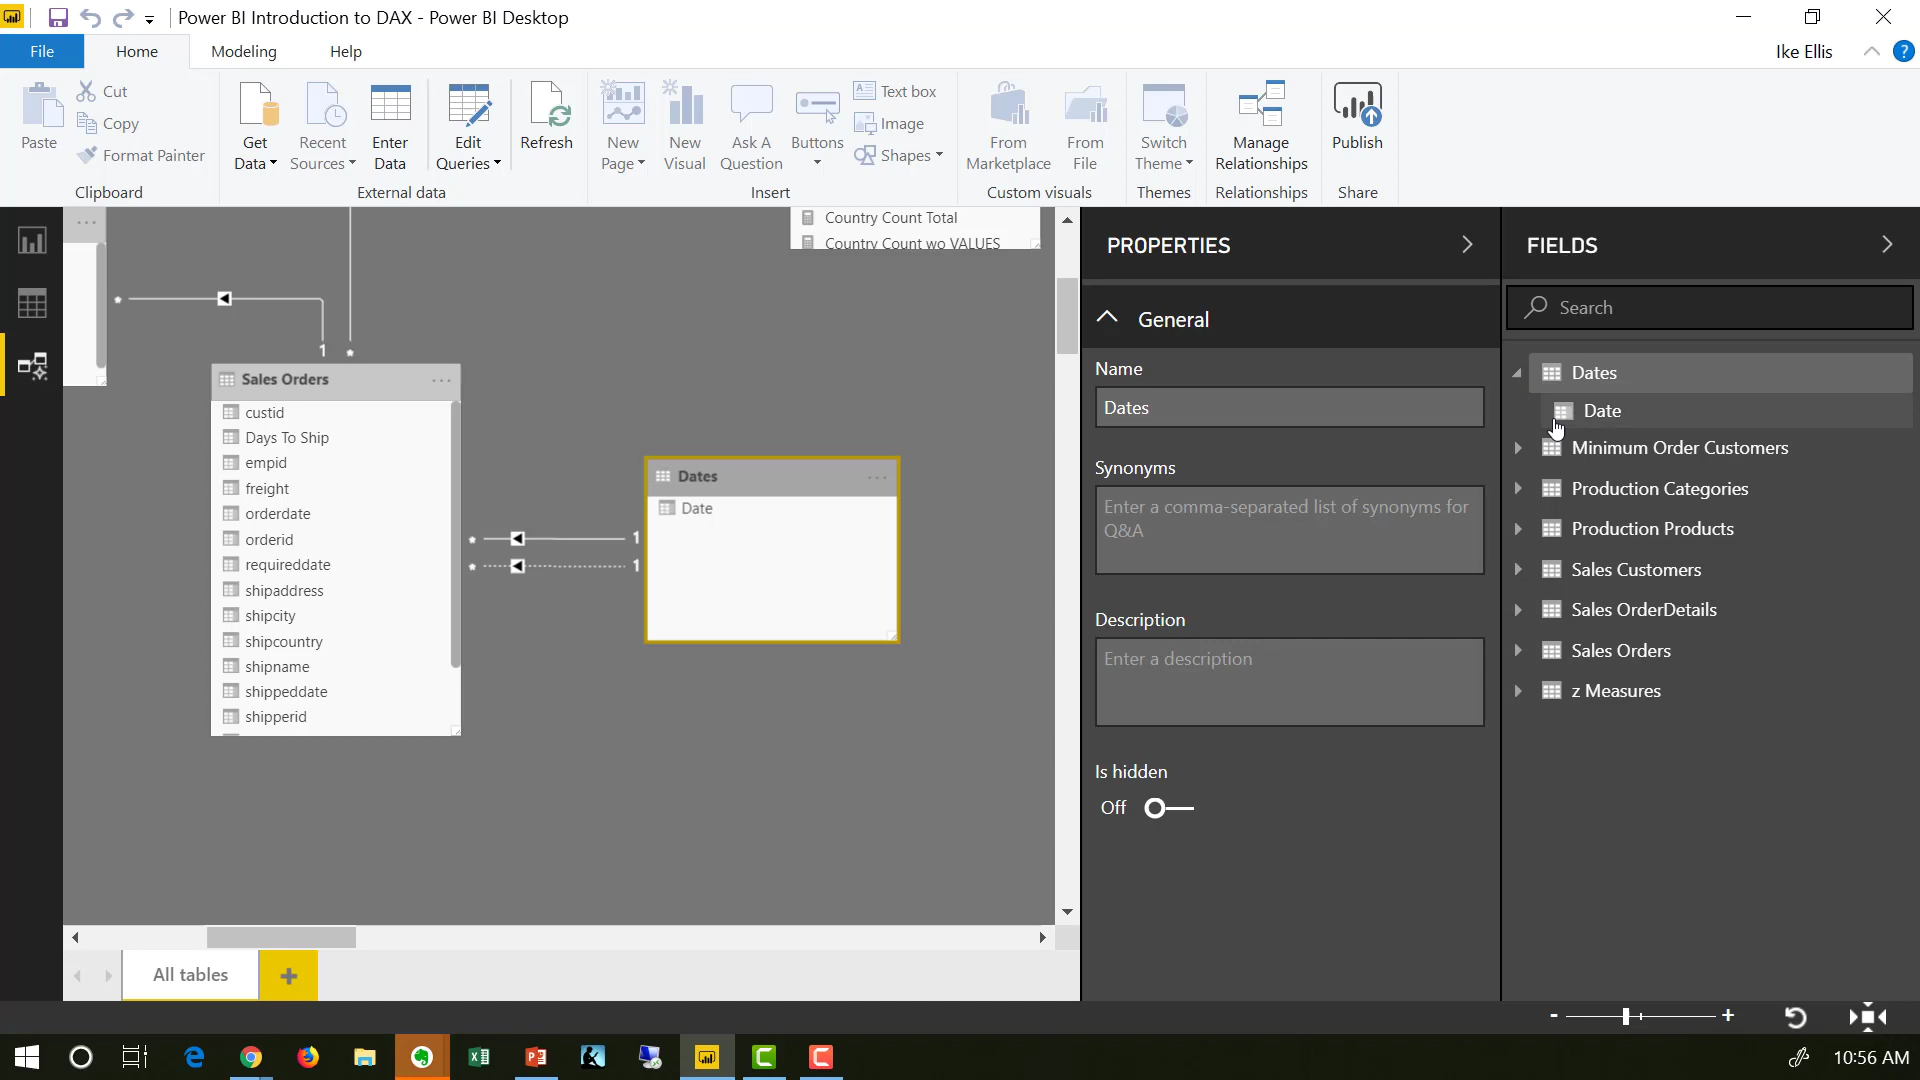 Power BI Introduction to DAX - Power BI Desktop
File Home Modeling Help Ike Ellis ?
Paste
Cut
Copy
Format Painter
Clipboard
Get Data
Recent Sources
Enter Data
Edit Queries
External data
Refresh
New Page
New Visual
Ask A Question
Buttons
Text box
Image
Shapes
Insert
From Marketplace
From File
Custom visuals
Switch Theme
Themes
Manage Relationships
Relationships
Publish
Share
Country Count Total
Country Count wo VALUES
1
Sales Orders
custid
Days To Ship
empid
freight
orderdate
orderid
requireddate
shipaddress
shipcity
shipcountry
shipname
shippeddate
shipperid
1
1
Dates
Date
All tables
PROPERTIES
General
Name
Dates
Synonyms
Enter a comma-separated list of synonyms for
Q&A
Description
Enter a description
Is hidden
Off
FIELDS
Search
Dates
Date
Minimum Order Customers
Production Categories
Production Products
Sales Customers
Sales OrderDetails
Sales Orders
z Measures
10:56 AM